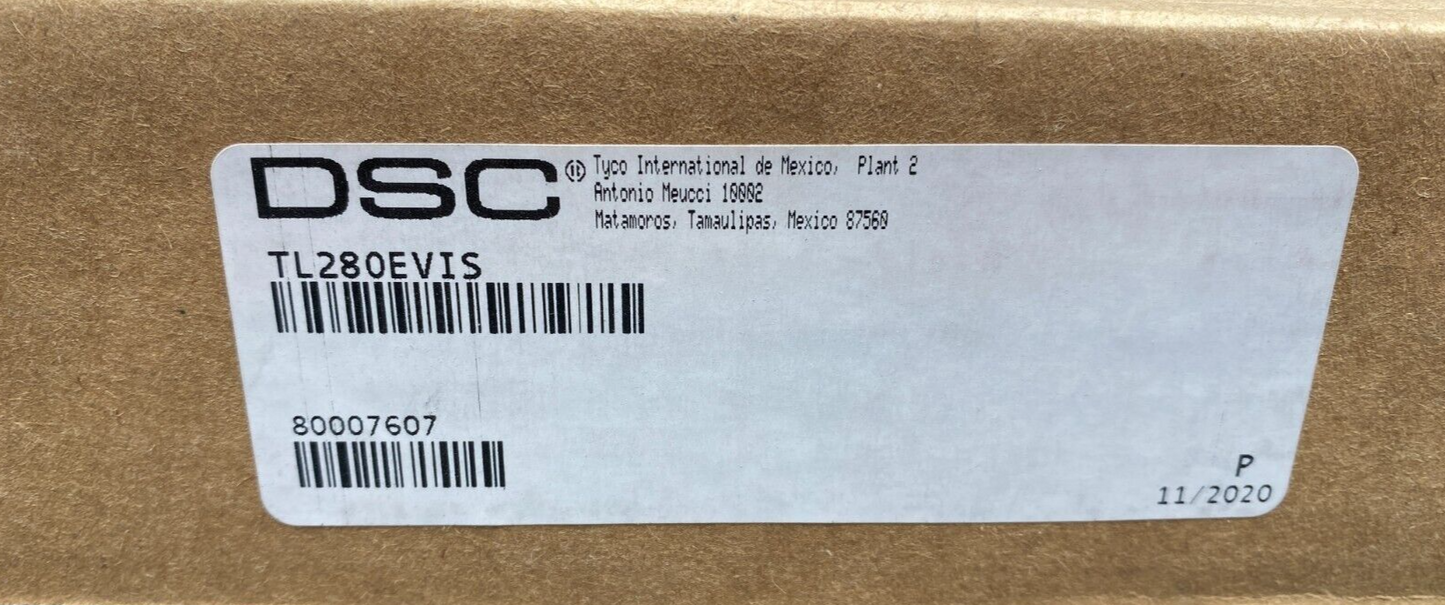 DSC® Tyco International de Mexico, Plant 2
Antonio Meucci 10002
Matamoros, Tamaulipas, Mexico 87560
TL280EVIS
80007607
P
11/2020